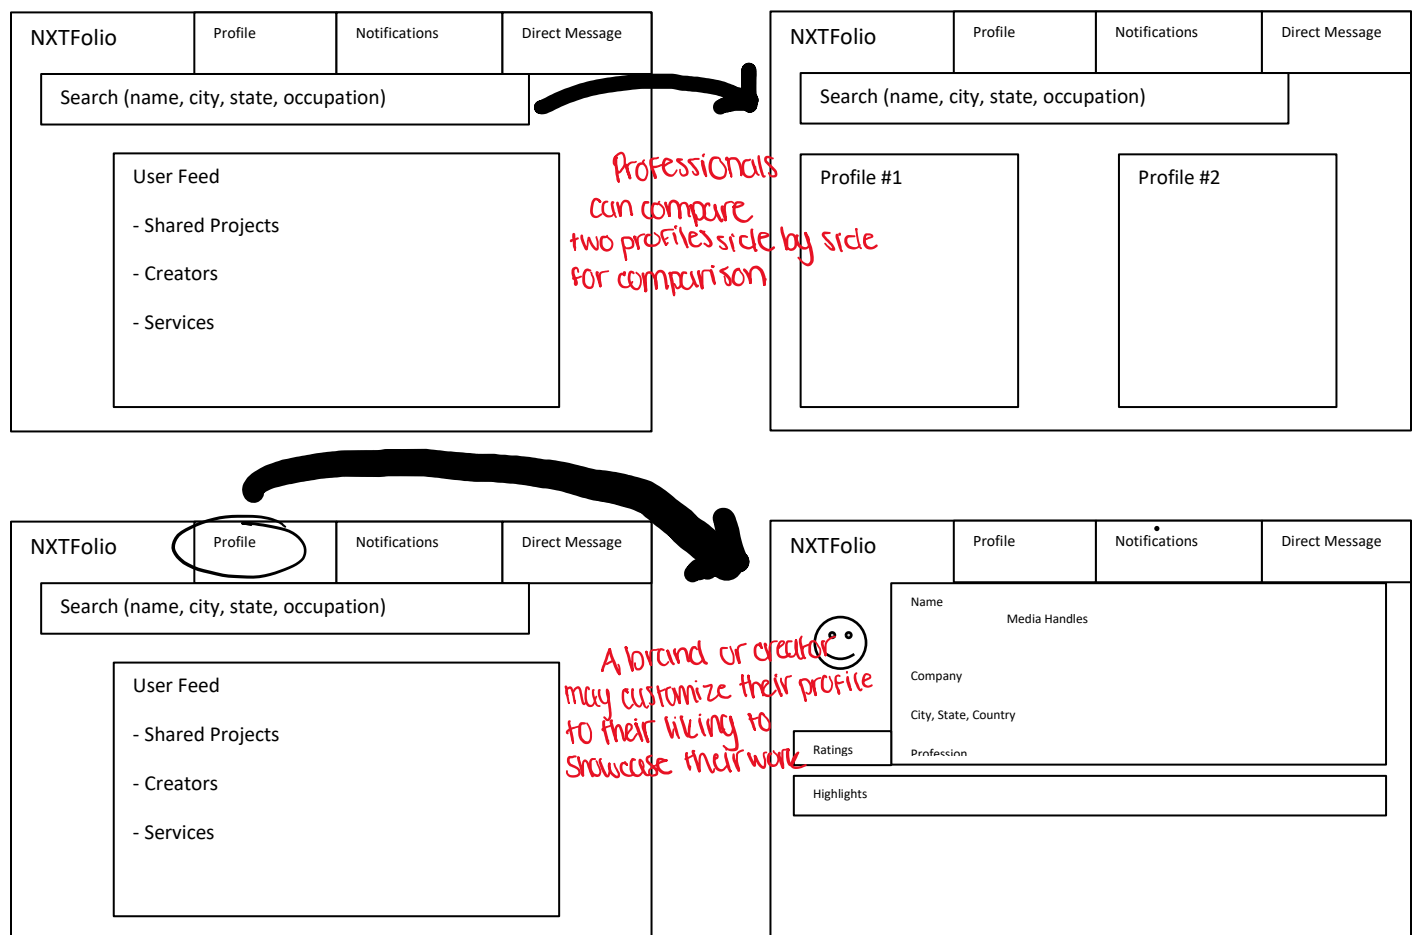 NXTFolio Profile Notifications Direct Message
Search (name, city, state, occupation)
User Feed
- Shared Projects
- Creators
- Services
Professionals
can compare
two profiles side by side
for comparison
NXTFolio Profile Notifications Direct Message
Search (name, city, state, occupation)
Profile #1
Profile #2
NXTFolio Profile Notifications Direct Message
Search (name, city, state, occupation)
User Feed
- Shared Projects
- Creators
- Services
A brand or creator
may customize their profile
to their liking to
showcase their work
NXTFolio Profile Notifications Direct Message
Name
Media Handles
Company
City, State, Country
Ratings
Profession
Highlights